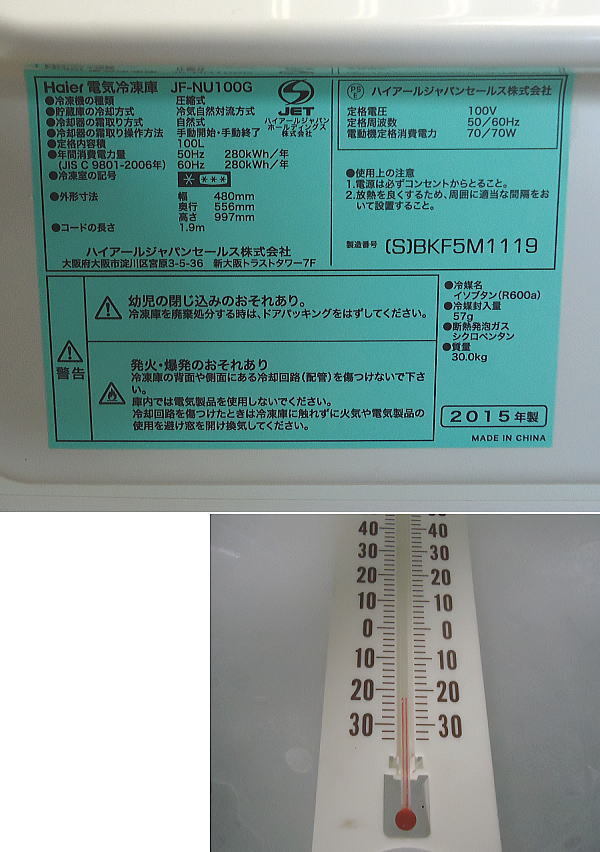 Haier 電気冷凍庫 JF-NU100G
●冷凍機の種類 圧縮式
●貯蔵庫の冷却方式 冷気自然対流方式
●冷却器の霜取り方式 自然式
●冷却器の霜取り操作方法 手動開始・手動終了
●定格内容積 100L
●年間消費電力量 50Hz 280kWh/年
(JIS C 9801-2006年) 60Hz 280kWh/年
●冷凍室の記号
●外形寸法 幅 480mm
奥行 556mm
高さ 997mm
●コードの長さ 1.9m
S
JET
ハイアールジャパン
ホールディングス
株式会社
ハイアールジャパンセールス株式会社
大阪府大阪市淀川区宮原3-5-36 新大阪トラストタワー7F
PSE ハイアールジャパンセールス株式会社
定格電圧 100V
定格周波数 50/60Hz
電動機定格消費電力 70/70W
●使用上の注意
1.電源は必ずコンセントからとること。
2.放熱を良くするため、周囲に適当な間隔をお
いて設置すること。
製造番号 (S)BKF5M1119
警告
幼児の閉じ込みのおそれあり。
冷凍庫を廃棄処分する時は、ドアパッキングをはずしてください。
発火・爆発のおそれあり
冷凍庫の背面や側面にある冷却回路(配管)を傷つけないで下さ
い。
庫内では電気製品を使用しないでください。
冷却回路を傷つけたときは冷凍庫に触れずに火気や電気製品の
使用を避け窓を開け換気してください。
●冷媒名
イソブタン(R600a)
●冷媒封入量
57g
●断熱発泡ガス
シクロペンタン
●質量
30.0kg
2015年製
MADE IN CHINA
40 40
30 30
20 20
10 10
0 0
10 10
20 20
30 30